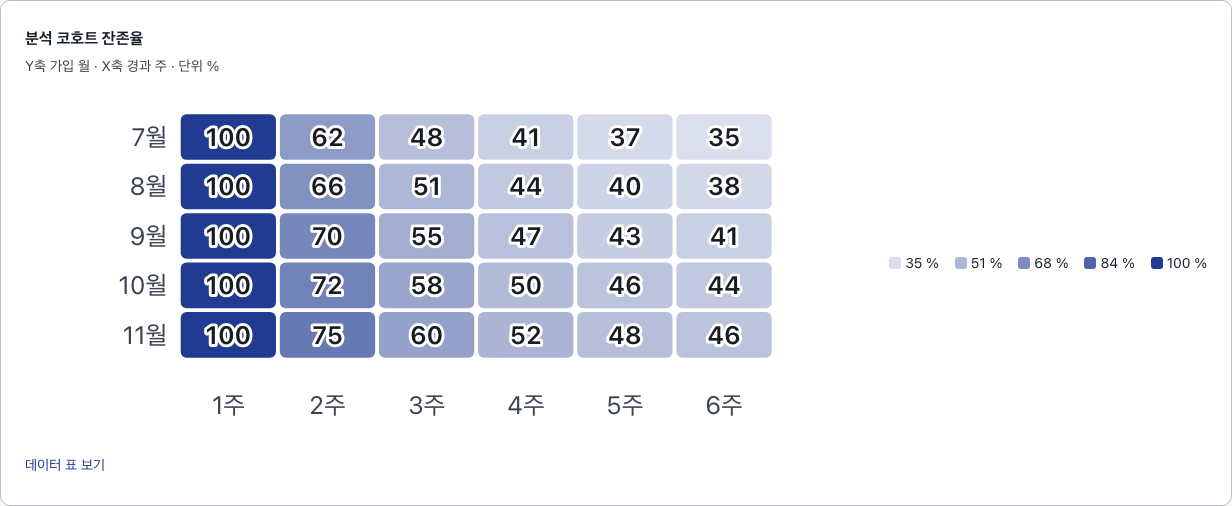 분석 코호트 잔존율
Y축 가입 월 · X축 경과 주 · 단위 %
7월 100 62 48 41 37 35
8월 100 66 51 44 40 38
9월 100 70 55 47 43 41
10월 100 72 58 50 46 44
11월 100 75 60 52 48 46
1주 2주 3주 4주 5주 6주
35 % 51 % 68 % 84 % 100 %
데이터 표 보기